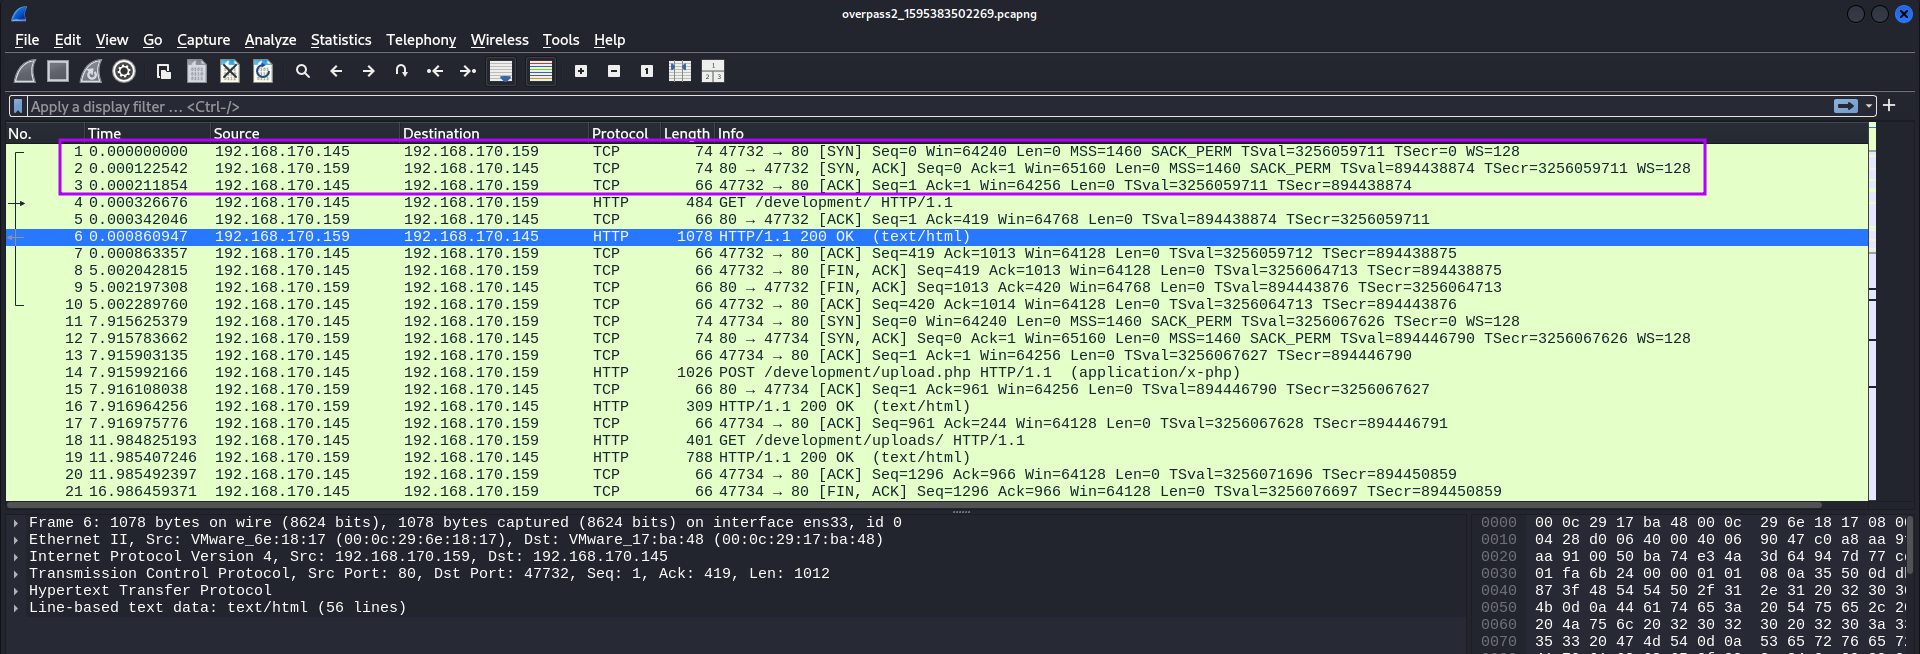 overpass2_1595383502269.pcapng
File Edit View Go Capture Analyze Statistics Telephony Wireless Tools Help
Apply a display filter … <Ctrl-/>
No. Time Source Destination Protocol Length Info
1 0.000000000 192.168.170.145 192.168.170.159 TCP 74 47732 → 80 [SYN] Seq=0 Win=64240 Len=0 MSS=1460 SACK_PERM TSval=3256059711 TSecr=0 WS=128
2 0.000122542 192.168.170.159 192.168.170.145 TCP 74 80 → 47732 [SYN, ACK] Seq=0 Ack=1 Win=65160 Len=0 MSS=1460 SACK_PERM TSval=894438874 TSecr=3256059711 WS=128
3 0.000211854 192.168.170.145 192.168.170.159 TCP 66 47732 → 80 [ACK] Seq=1 Ack=1 Win=64256 Len=0 TSval=3256059711 TSecr=894438874
4 0.000326676 192.168.170.145 192.168.170.159 HTTP 484 GET /development/ HTTP/1.1
5 0.000342046 192.168.170.159 192.168.170.145 TCP 66 80 → 47732 [ACK] Seq=1 Ack=419 Win=64768 Len=0 TSval=894438874 TSecr=3256059711
6 0.000860947 192.168.170.159 192.168.170.145 HTTP 1078 HTTP/1.1 200 OK (text/html)
7 0.000863357 192.168.170.145 192.168.170.159 TCP 66 47732 → 80 [ACK] Seq=419 Ack=1013 Win=64128 Len=0 TSval=3256059712 TSecr=894438875
8 5.002042815 192.168.170.145 192.168.170.159 TCP 66 47732 → 80 [FIN, ACK] Seq=419 Ack=1013 Win=64128 Len=0 TSval=3256064713 TSecr=894438875
9 5.002197308 192.168.170.159 192.168.170.145 TCP 66 80 → 47732 [FIN, ACK] Seq=1013 Ack=420 Win=64768 Len=0 TSval=894443876 TSecr=3256064713
10 5.002289760 192.168.170.145 192.168.170.159 TCP 66 47732 → 80 [ACK] Seq=420 Ack=1014 Win=64128 Len=0 TSval=3256064713 TSecr=894443876
11 7.915625379 192.168.170.145 192.168.170.159 TCP 74 47734 → 80 [SYN] Seq=0 Win=64240 Len=0 MSS=1460 SACK_PERM TSval=3256067626 TSecr=0 WS=128
12 7.915783662 192.168.170.159 192.168.170.145 TCP 74 80 → 47734 [SYN, ACK] Seq=0 Ack=1 Win=65160 Len=0 MSS=1460 SACK_PERM TSval=894446790 TSecr=3256067626 WS=128
13 7.915903135 192.168.170.145 192.168.170.159 TCP 66 47734 → 80 [ACK] Seq=1 Ack=1 Win=64256 Len=0 TSval=3256067627 TSecr=894446790
14 7.915992166 192.168.170.145 192.168.170.159 HTTP 1026 POST /development/upload.php HTTP/1.1 (application/x-php)
15 7.916108038 192.168.170.159 192.168.170.145 TCP 66 80 → 47734 [ACK] Seq=1 Ack=961 Win=64256 Len=0 TSval=894446790 TSecr=3256067627
16 7.916964256 192.168.170.159 192.168.170.145 HTTP 309 HTTP/1.1 200 OK (text/html)
17 7.916975776 192.168.170.145 192.168.170.159 TCP 66 47734 → 80 [ACK] Seq=961 Ack=244 Win=64128 Len=0 TSval=3256067628 TSecr=894446791
18 11.984825193 192.168.170.145 192.168.170.159 HTTP 401 GET /development/uploads/ HTTP/1.1
19 11.985407246 192.168.170.159 192.168.170.145 HTTP 788 HTTP/1.1 200 OK (text/html)
20 11.985492397 192.168.170.145 192.168.170.159 TCP 66 47734 → 80 [ACK] Seq=1296 Ack=966 Win=64128 Len=0 TSval=3256071696 TSecr=894450859
21 16.986459371 192.168.170.145 192.168.170.159 TCP 66 47734 → 80 [FIN, ACK] Seq=1296 Ack=966 Win=64128 Len=0 TSval=3256076697 TSecr=894450859
Frame 6: 1078 bytes on wire (8624 bits), 1078 bytes captured (8624 bits) on interface ens33, id 0
Ethernet II, Src: VMware_6e:18:17 (00:0c:29:6e:18:17), Dst: VMware_17:ba:48 (00:0c:29:17:ba:48)
Internet Protocol Version 4, Src: 192.168.170.159, Dst: 192.168.170.145
Transmission Control Protocol, Src Port: 80, Dst Port: 47732, Seq: 1, Ack: 419, Len: 1012
Hypertext Transfer Protocol
Line-based text data: text/html (56 lines)
0000 00 0c 29 17 ba 48 00 0c 29 6e 18 17 08
0010 04 28 d0 06 40 00 40 06 90 47 c0 a8 aa
0020 aa 91 00 50 ba 74 e3 4a 3d 64 94 7d 77
0030 01 fa 6b 24 00 00 01 01 08 0a 35 50 0d
0040 87 3f 48 54 54 50 2f 31 2e 31 20 32 30
0050 4b 0d 0a 44 61 74 65 3a 20 54 75 65 2c
0060 20 4a 75 6c 20 32 30 32 30 20 32 30 3a
0070 35 33 20 47 4d 54 0d 0a 53 65 72 76 65